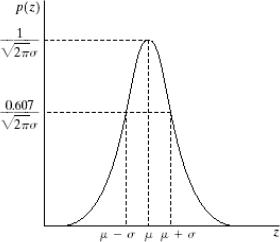 p(z)
1
√2πσ
0.607
√2πσ
μ − σ μ μ + σ z